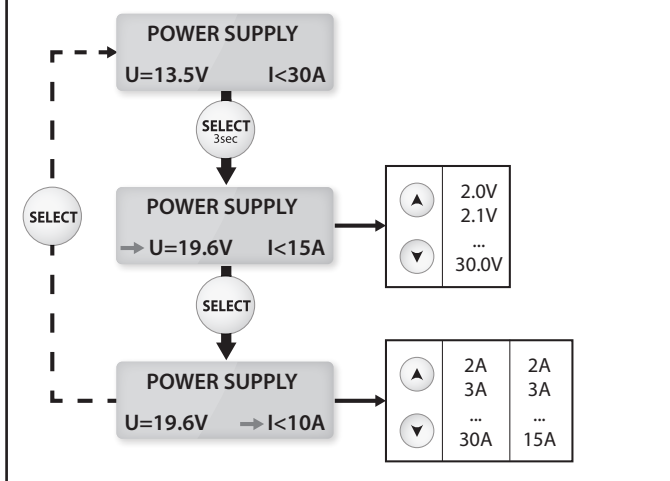 POWER SUPPLY
U=13.5V I<30A
SELECT
3sec
SELECT
POWER SUPPLY
U=19.6V I<15A
2.0V
2.1V
...
30.0V
SELECT
POWER SUPPLY
U=19.6V I<10A
2A 2A
3A 3A
... ...
30A 15A